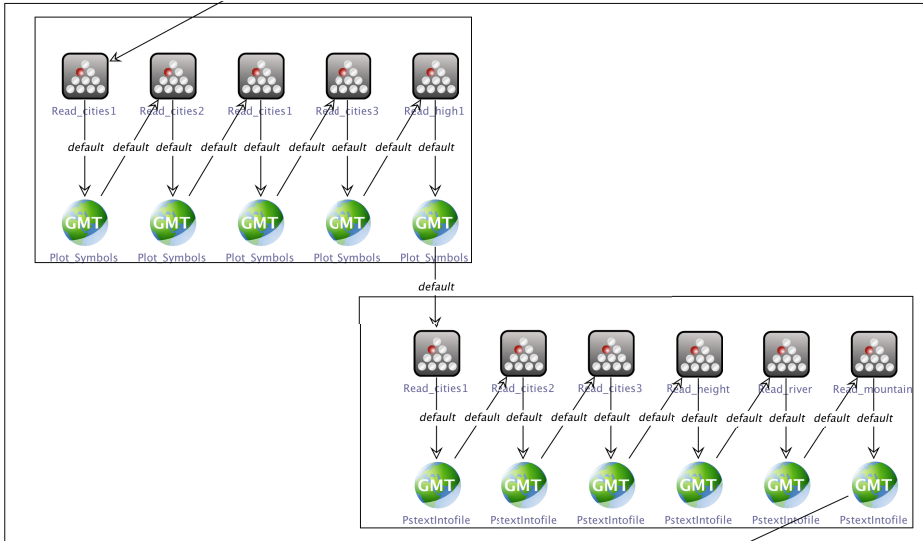 Read_cities1 Read_cities2 Read_cities1 Read_cities3 Read_high1
default default default default default default default default default
GMT GMT GMT GMT GMT
Plot_Symbols Plot_Symbols Plot_Symbols Plot_Symbols Plot_Symbols
default
Read_cities1 Read_cities2 Read_cities3 Read_height Read_river Read_mountain
default default default default default default default default default default default
GMT GMT GMT GMT GMT GMT
PstextIntofile PstextIntofile PstextIntofile PstextIntofile PstextIntofile PstextIntofile